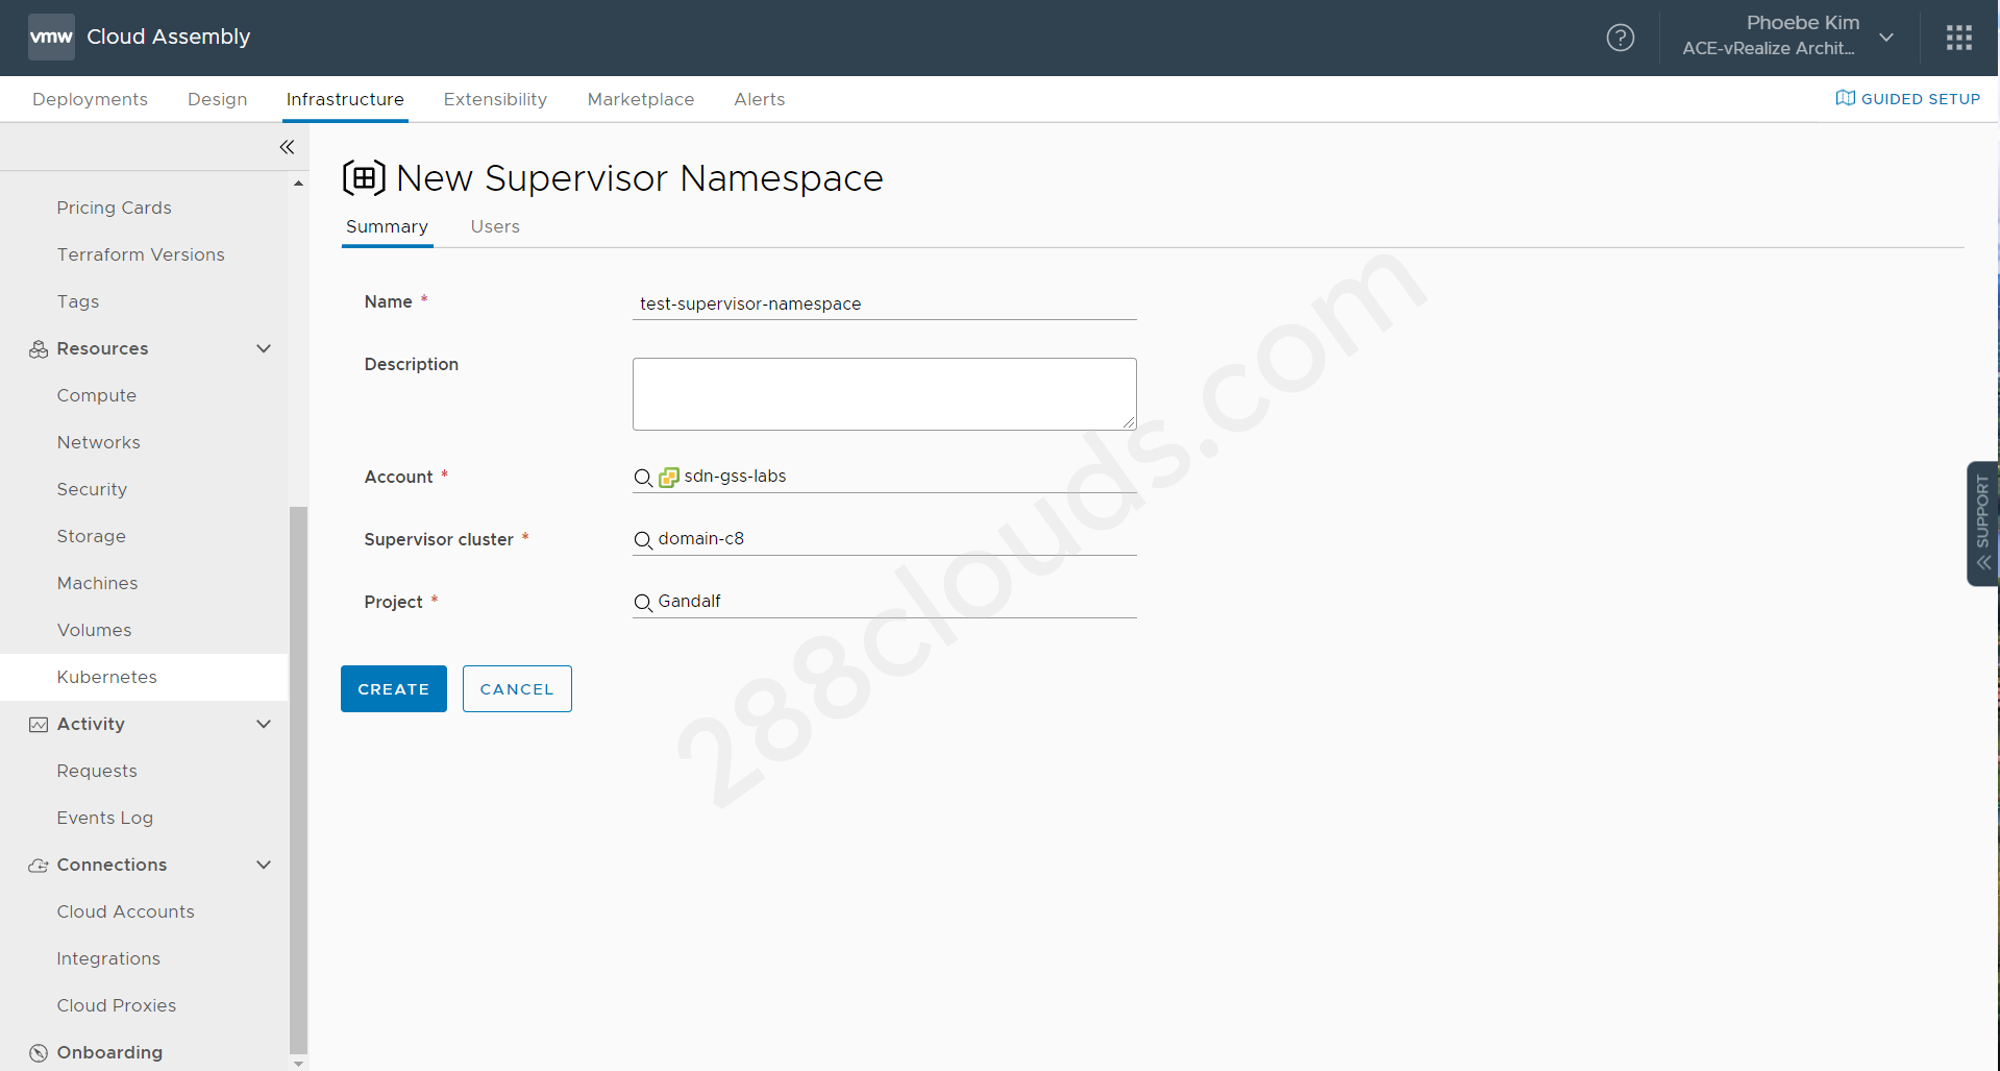 vmw Cloud Assembly
Phoebe Kim
ACE-vRealize Archit...
Deployments Design Infrastructure Extensibility Marketplace Alerts
GUIDED SETUP
Pricing Cards
Terraform Versions
Tags
Resources
Compute
Networks
Security
Storage
Machines
Volumes
Kubernetes
Activity
Requests
Events Log
Connections
Cloud Accounts
Integrations
Cloud Proxies
Onboarding
New Supervisor Namespace
Summary Users
Name * test-supervisor-namespace
Description
Account * sdn-gss-labs
Supervisor cluster * domain-c8
Project * Gandalf
CREATE CANCEL
SUPPORT
288clouds.com